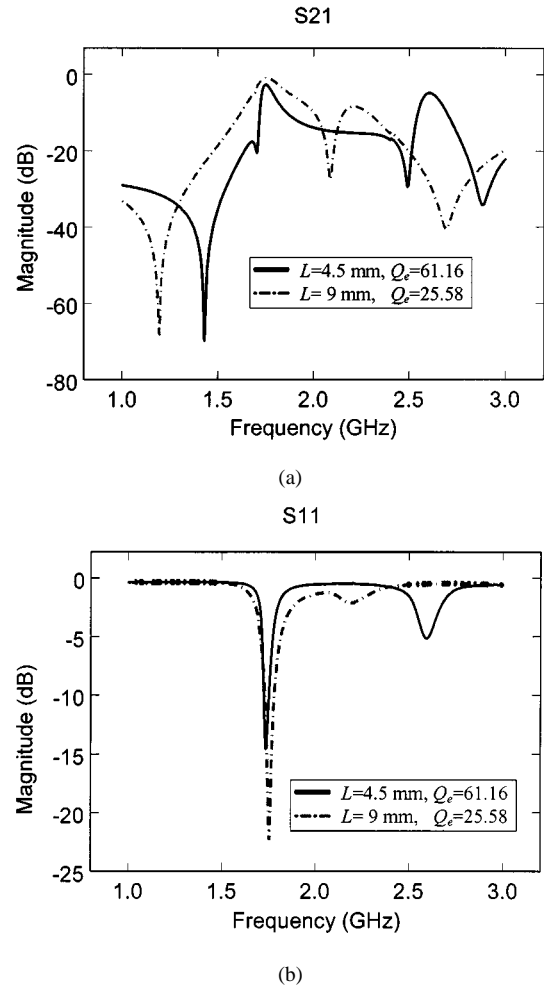 S21
0
-20
-40
-60
-80
Magnitude (dB)
L=4.5 mm, Qe=61.16
L= 9 mm, Qe=25.58
1.0 1.5 2.0 2.5 3.0
Frequency (GHz)
(a)
S11
0
-5
-10
-15
-20
-25
Magnitude (dB)
L=4.5 mm, Qe=61.16
L= 9 mm, Qe=25.58
1.0 1.5 2.0 2.5 3.0
Frequency (GHz)
(b)